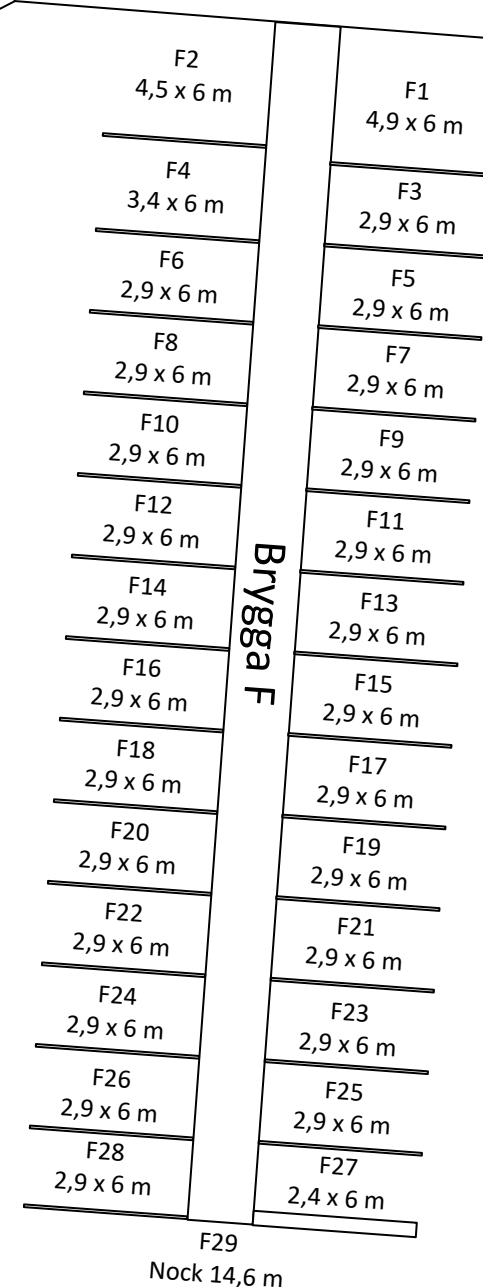 F2
4,5 x 6 m
F1
4,9 x 6 m
F4
3,4 x 6 m
F3
2,9 x 6 m
F6
2,9 x 6 m
F5
2,9 x 6 m
F8
2,9 x 6 m
F7
2,9 x 6 m
F10
2,9 x 6 m
F9
2,9 x 6 m
F12
2,9 x 6 m
F11
2,9 x 6 m
Brygga F
F14
2,9 x 6 m
F13
2,9 x 6 m
F16
2,9 x 6 m
F15
2,9 x 6 m
F18
2,9 x 6 m
F17
2,9 x 6 m
F20
2,9 x 6 m
F19
2,9 x 6 m
F22
2,9 x 6 m
F21
2,9 x 6 m
F24
2,9 x 6 m
F23
2,9 x 6 m
F26
2,9 x 6 m
F25
2,9 x 6 m
F28
2,9 x 6 m
F27
2,4 x 6 m
F29
Nock 14,6 m